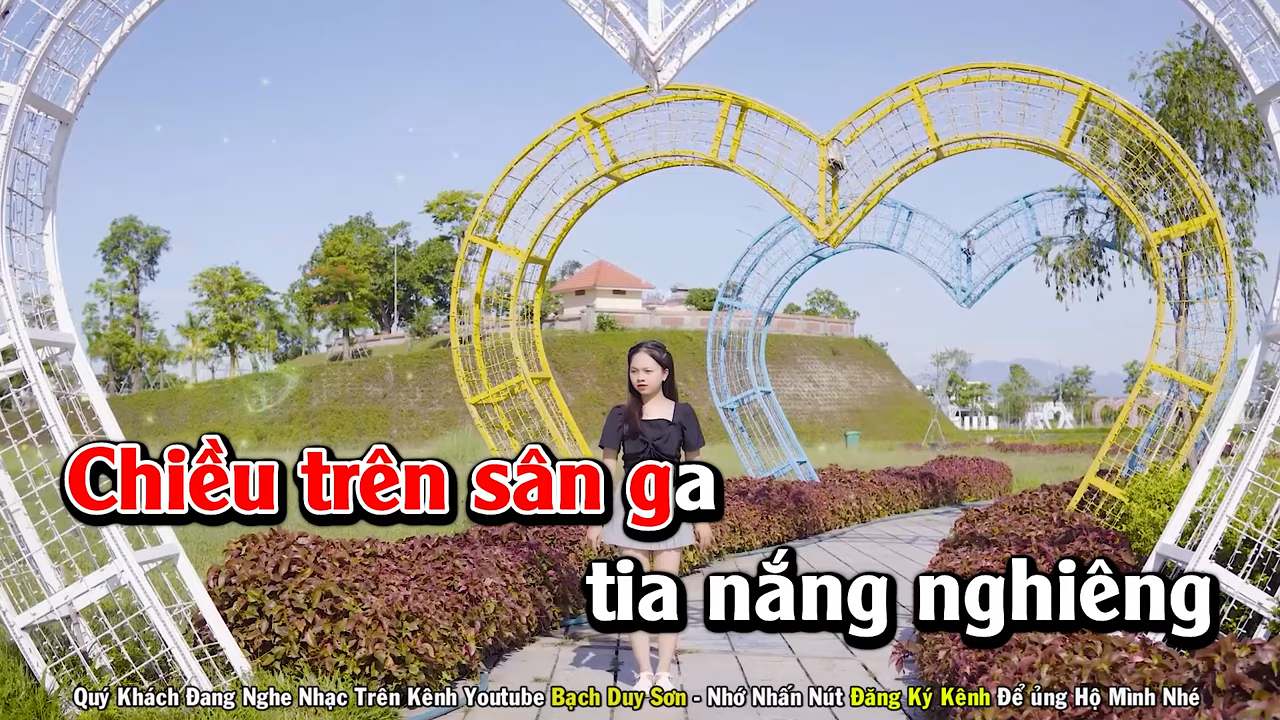 Chiều trên sân ga
tia nắng nghiêng
Quý Khách Đang Nghe Nhạc Trên Kênh Youtube Bạch Duy Sơn - Nhớ Nhấn Nút Đăng Ký Kênh Để ủng Hộ Mình Nhé